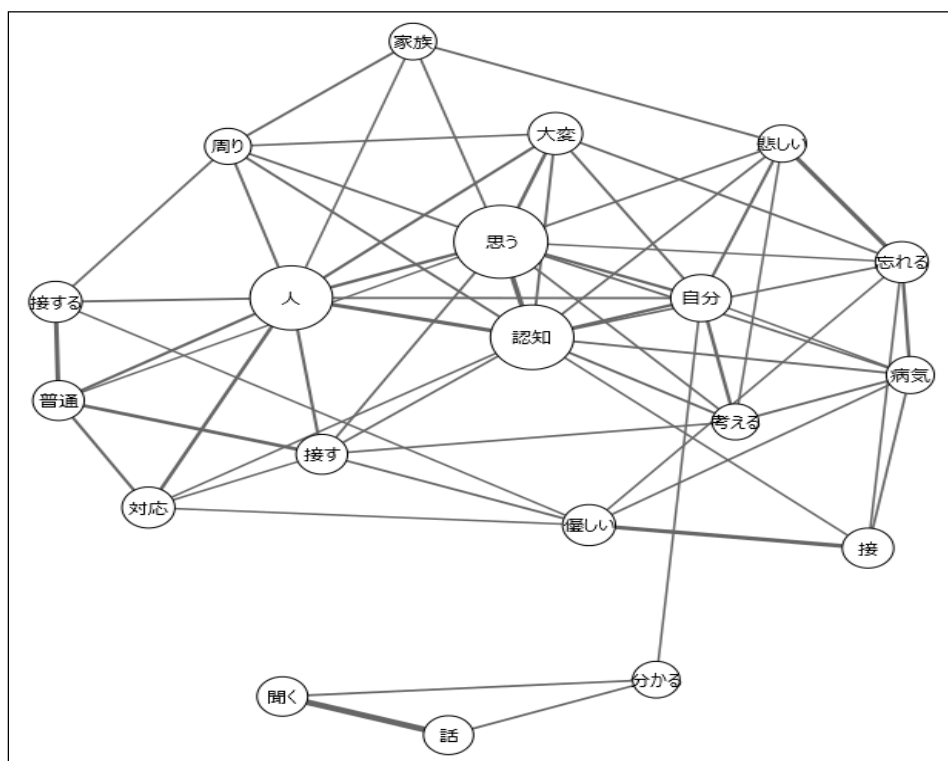 家族
大変
周り
悲しい
思う
忘れる
人
自分
接する
認知
病気
普通
考える
接す
対応
優しい
接
分かる
聞く
話